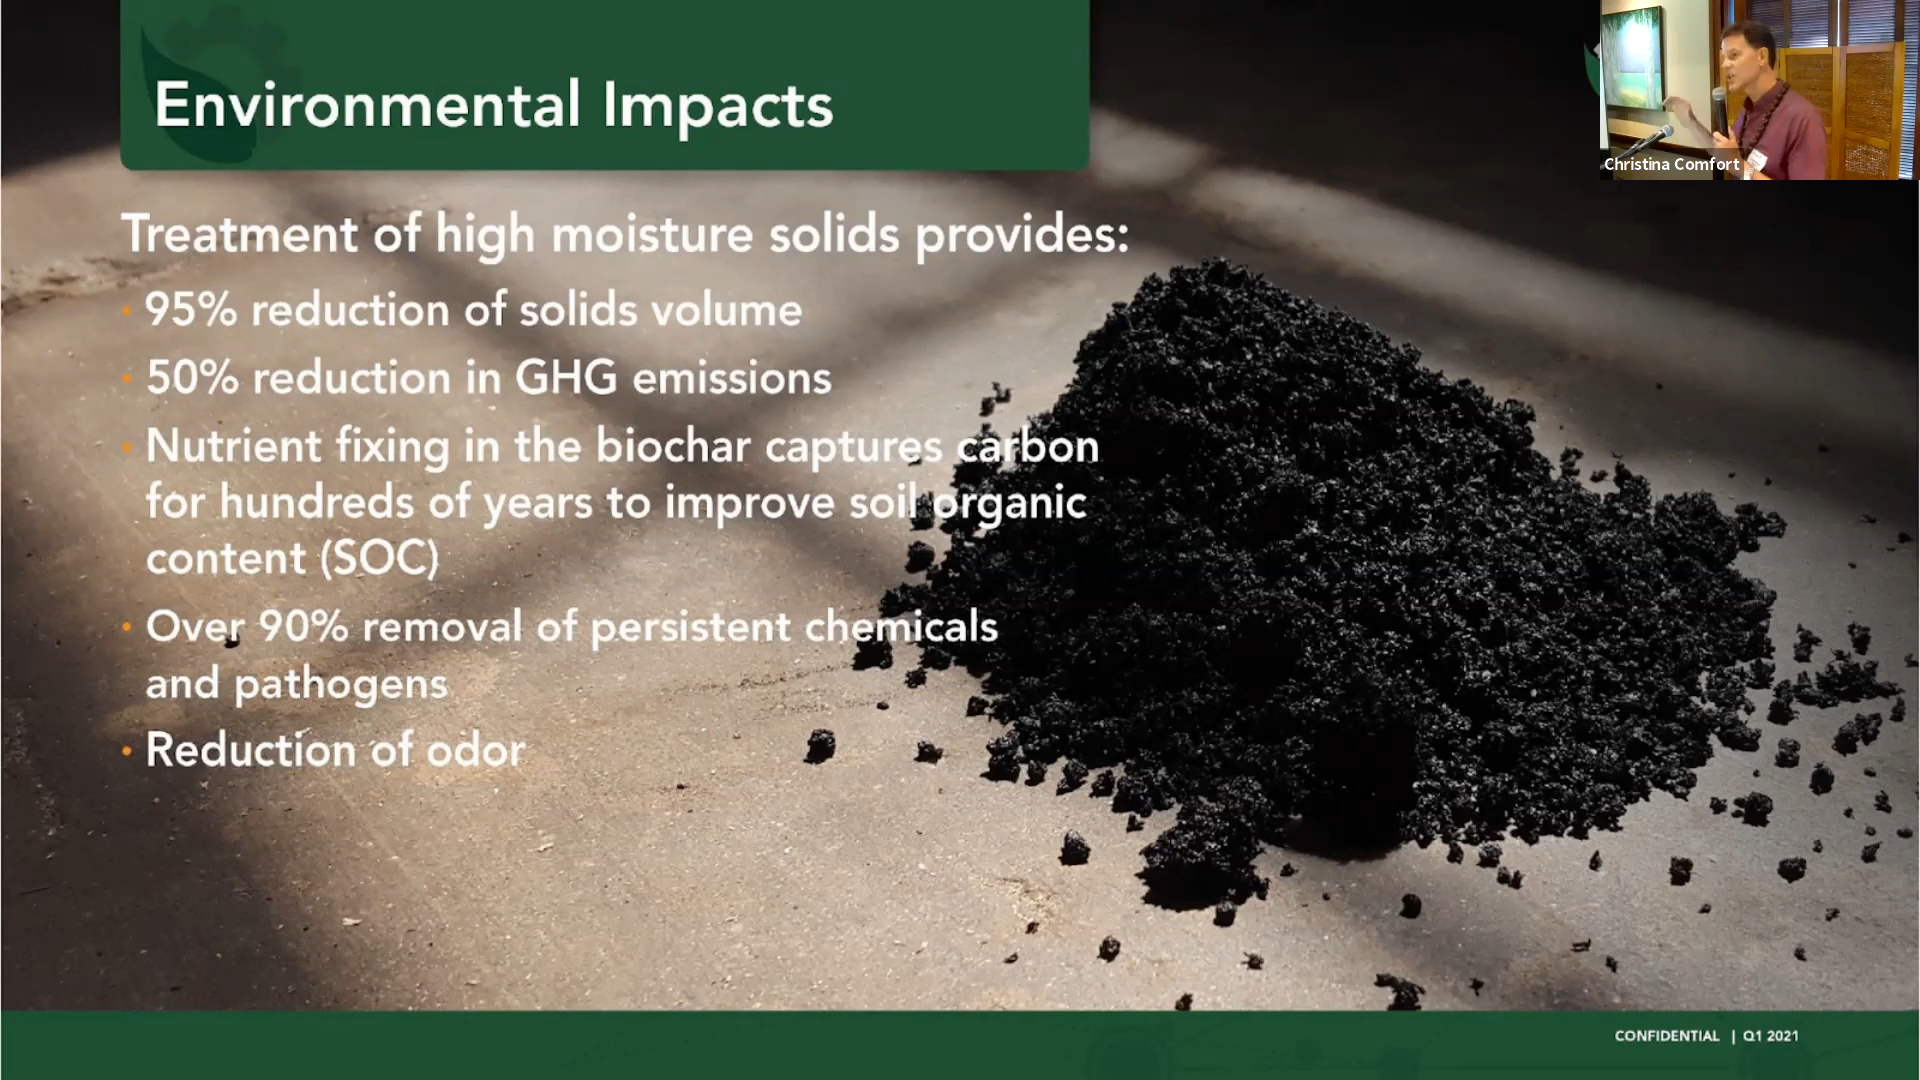 Environmental Impacts
Christina Comfort
Treatment of high moisture solids provides:
• 95% reduction of solids volume
• 50% reduction in GHG emissions
• Nutrient fixing in the biochar captures carbon
for hundreds of years to improve soil organic
content (SOC)
• Over 90% removal of persistent chemicals
and pathogens
• Reduction of odor
CONFIDENTIAL | Q1 2021